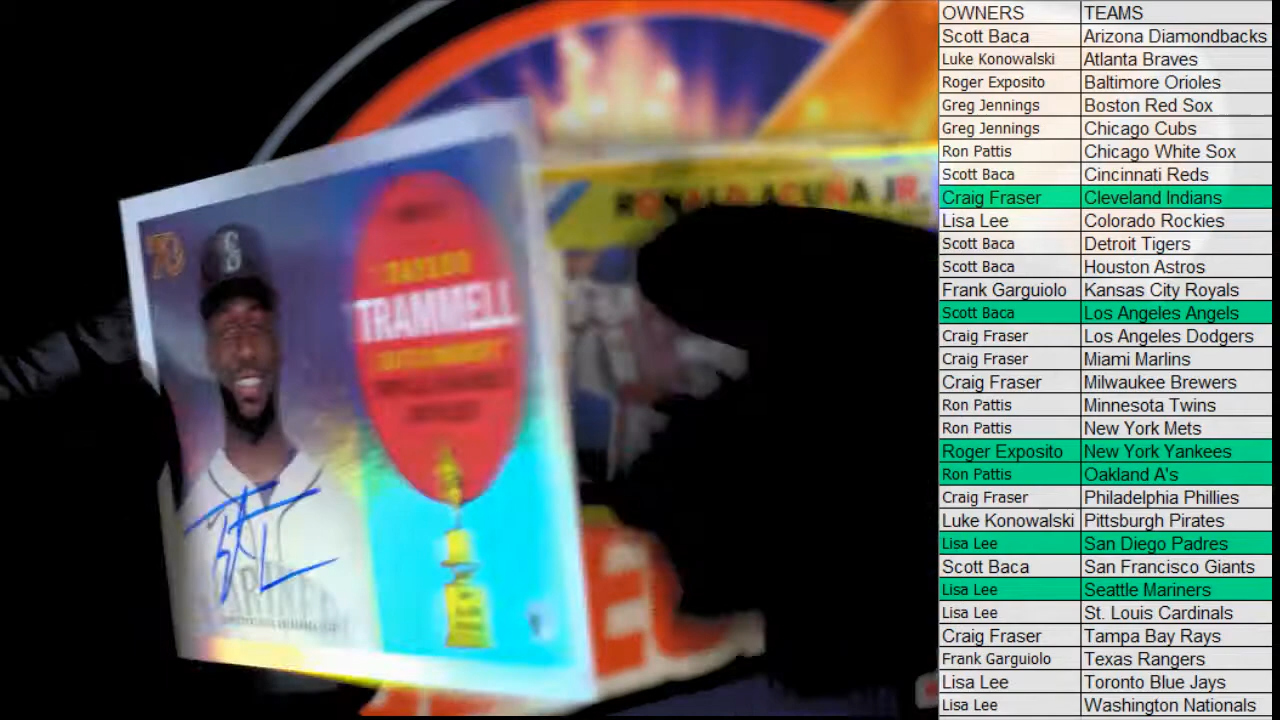 OWNERS TEAMS
Scott Baca Arizona Diamondbacks
Luke Konowalski Atlanta Braves
Roger Exposito Baltimore Orioles
Greg Jennings Boston Red Sox
Greg Jennings Chicago Cubs
Ron Pattis Chicago White Sox
Scott Baca Cincinnati Reds
Craig Fraser Cleveland Indians
Lisa Lee Colorado Rockies
Scott Baca Detroit Tigers
Scott Baca Houston Astros
Frank Garguiolo Kansas City Royals
Scott Baca Los Angeles Angels
Craig Fraser Los Angeles Dodgers
Craig Fraser Miami Marlins
Craig Fraser Milwaukee Brewers
Ron Pattis Minnesota Twins
Ron Pattis New York Mets
Roger Exposito New York Yankees
Ron Pattis Oakland A's
Craig Fraser Philadelphia Phillies
Luke Konowalski Pittsburgh Pirates
Lisa Lee San Diego Padres
Scott Baca San Francisco Giants
Lisa Lee Seattle Mariners
Lisa Lee St. Louis Cardinals
Craig Fraser Tampa Bay Rays
Frank Garguiolo Texas Rangers
Lisa Lee Toronto Blue Jays
Lisa Lee Washington Nationals
RONALD ACUÑA JR.
70
TAYLOR
TRAMMELL
OUTFIELDER